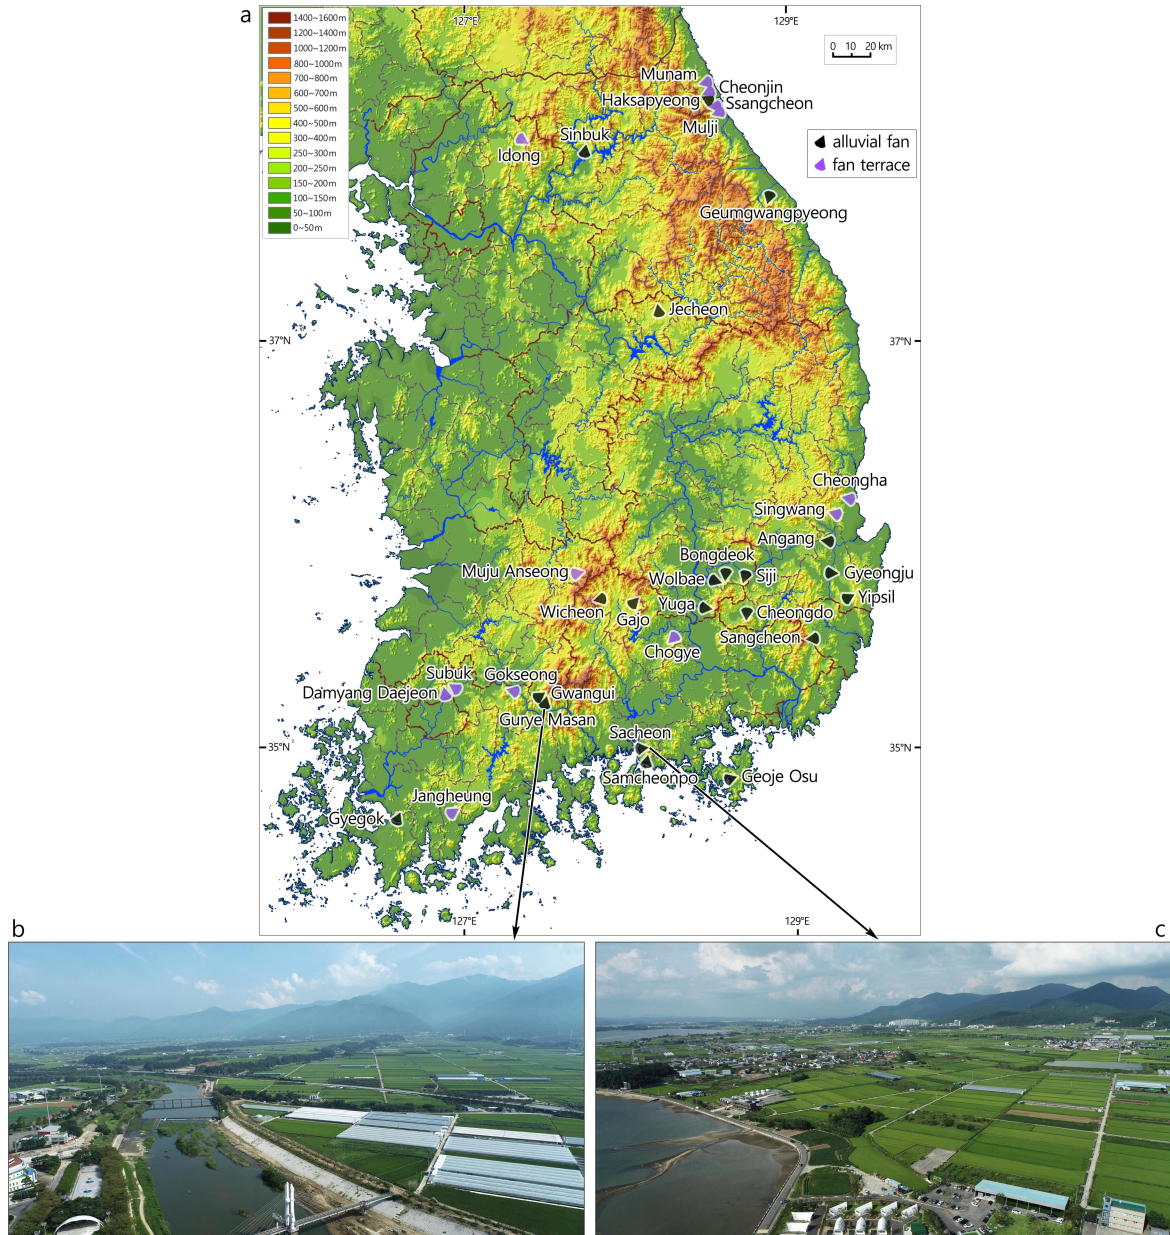 a
127°E
129°E
1400~1600m
1200~1400m
1000~1200m
800~1000m
700~800m
600~700m
500~600m
400~500m
300~400m
250~300m
200~250m
150~200m
100~150m
50~100m
0~50m
0 10 20 km
alluvial fan
fan terrace
Munam
Cheonjin
Haksapyeong
Ssangcheon
Mulji
Sinbuk
Idong
Geumgwangpyeong
Jecheon
37°N
37°N
Cheongha
Singwang
Angang
Bongdeok
Muju Anseong
Wolbae
Siji
Gyeongju
Wicheon
Gajo
Yuga
Cheongdo
Yipsil
Sangcheon
Chogye
Subuk
Gokseong
Damyang Daejeon
Gwangui
Gurye Masan
Sacheon
35°N
35°N
Samcheonpo
Geoje Osu
Jangheung
Gyegok
127°E
129°E
b
c